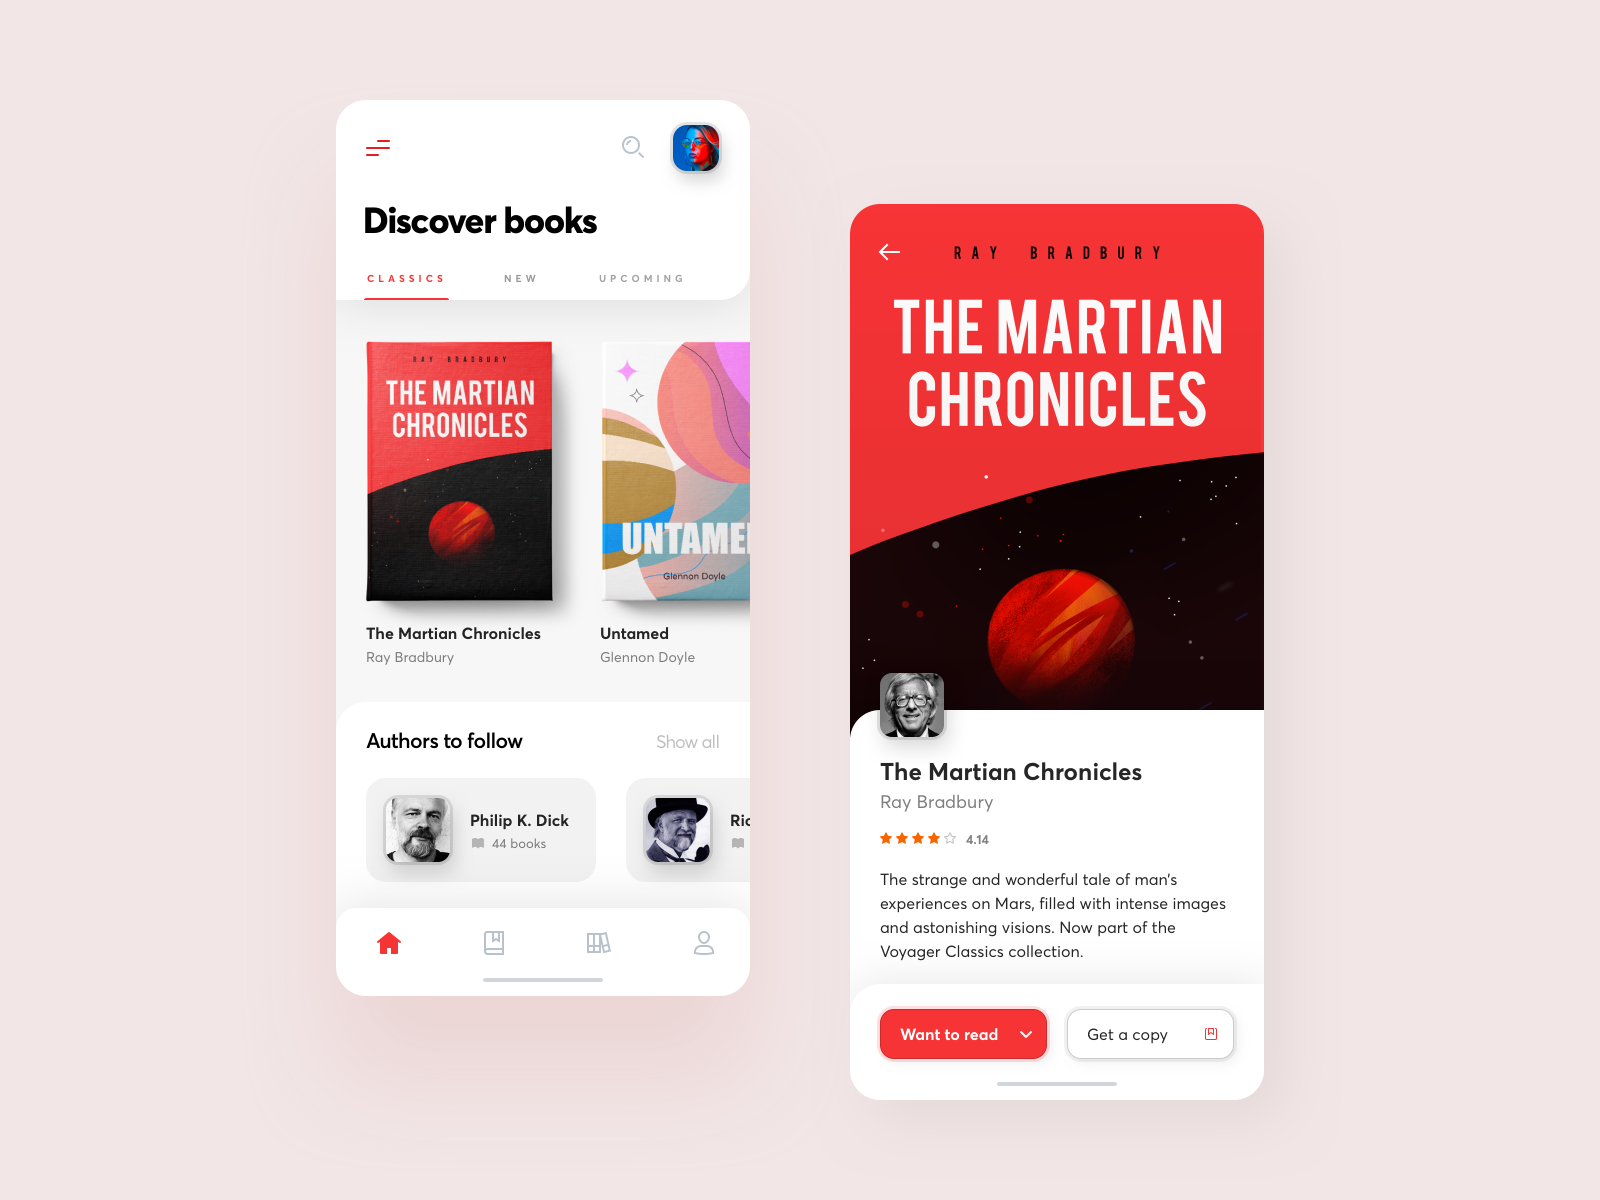 Discover books
CLASSICS NEW UPCOMING
RAY BRADBURY
THE MARTIAN
CHRONICLES
UNTAMED
Glennon Doyle
The Martian Chronicles
Ray Bradbury
Untamed
Glennon Doyle
Authors to follow
Show all
Philip K. Dick
44 books
RAY BRADBURY
THE MARTIAN
CHRONICLES
The Martian Chronicles
Ray Bradbury
4.14
The strange and wonderful tale of man's
experiences on Mars, filled with intense images
and astonishing visions. Now part of the
Voyager Classics collection.
Want to read
Get a copy